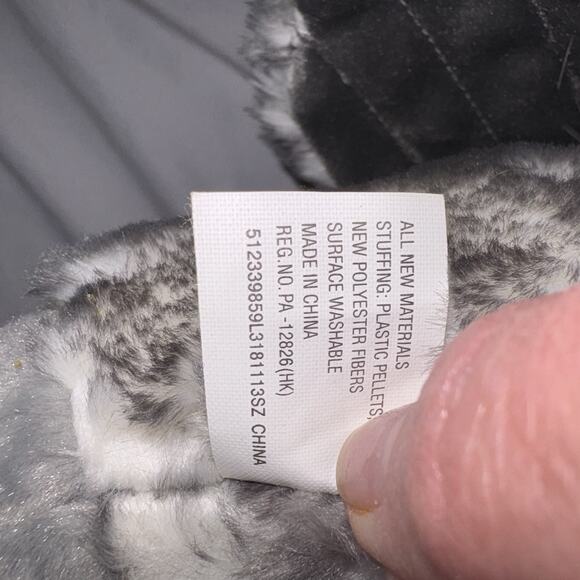 ALL NEW MATERIALS
STUFFING: PLASTIC PELLETS,
NEW POLYESTER FIBERS
SURFACE WASHABLE
MADE IN CHINA
REG.NO. PA -12826(HK)
512339859L3181113SZ CHINA